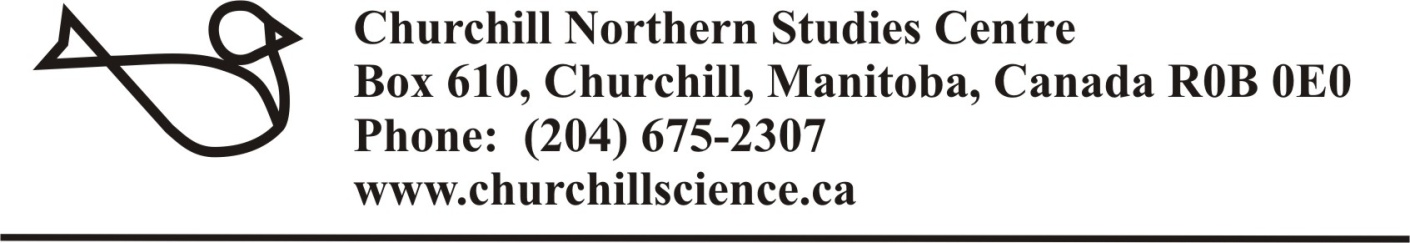 Churchill Northern Studies Centre
Box 610, Churchill, Manitoba, Canada R0B 0E0
Phone:  (204) 675-2307
www.churchillscience.ca